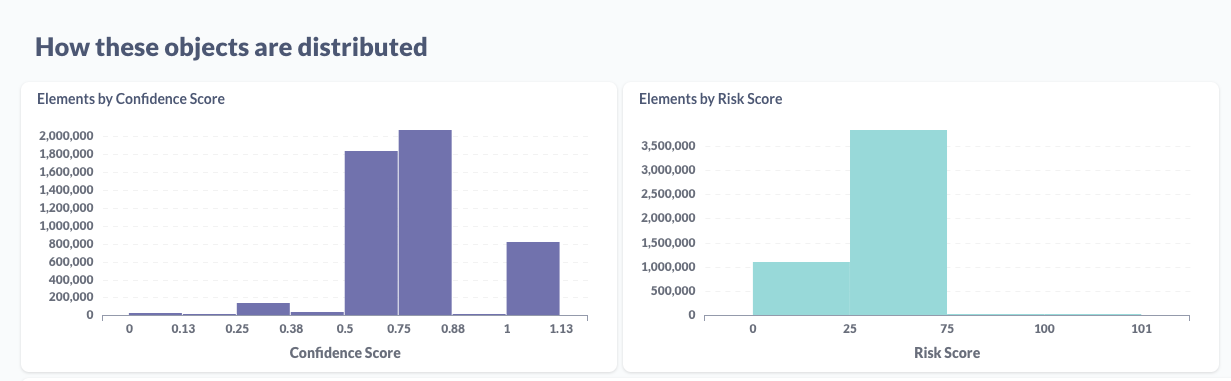 How these objects are distributed
Elements by Confidence Score
2,000,000
1,800,000
1,600,000
1,400,000
1,200,000
1,000,000
800,000
600,000
400,000
200,000
0
0 0.13 0.25 0.38 0.5 0.75 0.88 1 1.13
Confidence Score
Elements by Risk Score
3,500,000
3,000,000
2,500,000
2,000,000
1,500,000
1,000,000
500,000
0
0 25 75 100 101
Risk Score